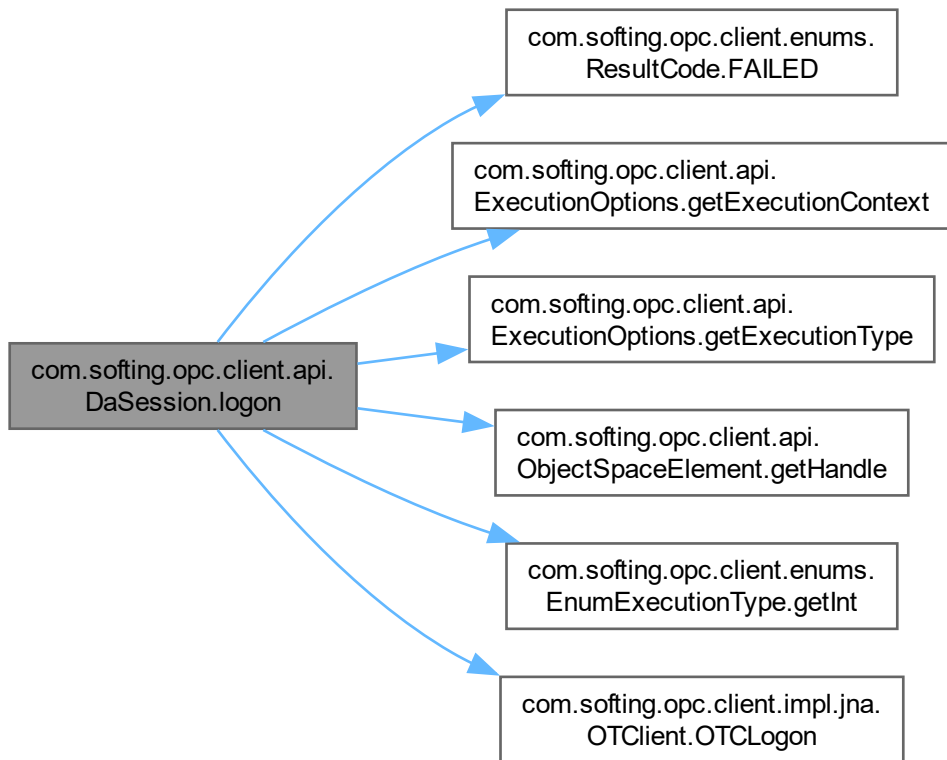 com.softing.opc.client.enums.
ResultCode.FAILED
com.softing.opc.client.api.
ExecutionOptions.getExecutionContext
com.softing.opc.client.api.
ExecutionOptions.getExecutionType
com.softing.opc.client.api.
DaSession.logon
com.softing.opc.client.api.
ObjectSpaceElement.getHandle
com.softing.opc.client.enums.
EnumExecutionType.getInt
com.softing.opc.client.impl.jna.
OTClient.OTCLogon